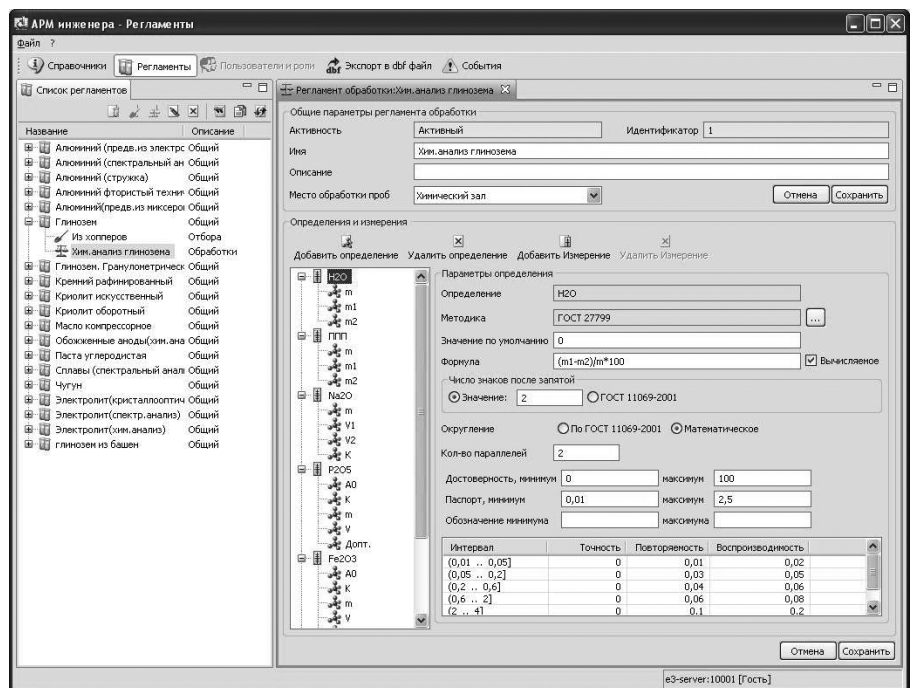 АРМ инженера - Регламенты
Файл ?
Справочники Регламенты Пользователи и роли Экспорт в dbf файл События
Список регламентов
Название Описание
Алюминий (предв.из электрс Общий
Алюминий (спектральный ан Общий
Алюминий (стружка) Общий
Алюминий фтористый технич Общий
Алюминий(предв.из миксеро Общий
Глинозем Общий
Из хопперов Отбора
Хим.анализ глинозема Обработки
Глинозем. Гранулометрическ Общий
Кремний рафинированный Общий
Криолит искусственный Общий
Криолит оборотный Общий
Масло компрессорное Общий
Обожженные аноды(хим.ана Общий
Паста углеродистая Общий
Сплавы (спектральный анал Общий
Чугун Общий
Электролит(кристаллооптич Общий
Электролит(спектр.анализ) Общий
Электролит(хим.анализ) Общий
глинозем из башен Общий
Регламент обработки:Хим.анализ глинозема
Общие параметры регламента обработки
Активность Активный Идентификатор 1
Имя Хим.анализ глинозема
Описание
Место обработки проб Химический зал Отмена Сохранить
Определения и измерения
Добавить определение Удалить определение Добавить Измерение Удалить Измерение
H2O
m
m1
m2
ППП
m
m1
m2
Na2O
m
V1
V2
K
P2O5
A0
K
m
V
Допт.
Fe2O3
A0
K
m
V
Параметры определения
Определение H2O
Методика ГОСТ 27799 ...
Значение по умолчанию 0
Формула (m1-m2)/m*100 Вычисляемое
Число знаков после запятой
Значение: 2 ГОСТ 11069-2001
Округление По ГОСТ 11069-2001 Математическое
Кол-во параллелей 2
Достоверность, минимум 0 максимум 100
Паспорт, минимум 0,01 максимум 2,5
Обозначение минимума максимума
Интервал Точность Повторяемость Воспроизводимость
(0,01 .. 0,05] 0 0,01 0,02
(0,05 .. 0,2] 0 0,03 0,05
(0,2 .. 0,6] 0 0,04 0,06
(0,6 .. 2] 0 0,06 0,08
(2 .. 4] 0 0,1 0,2
Отмена Сохранить
e3-server:10001 [Гость]